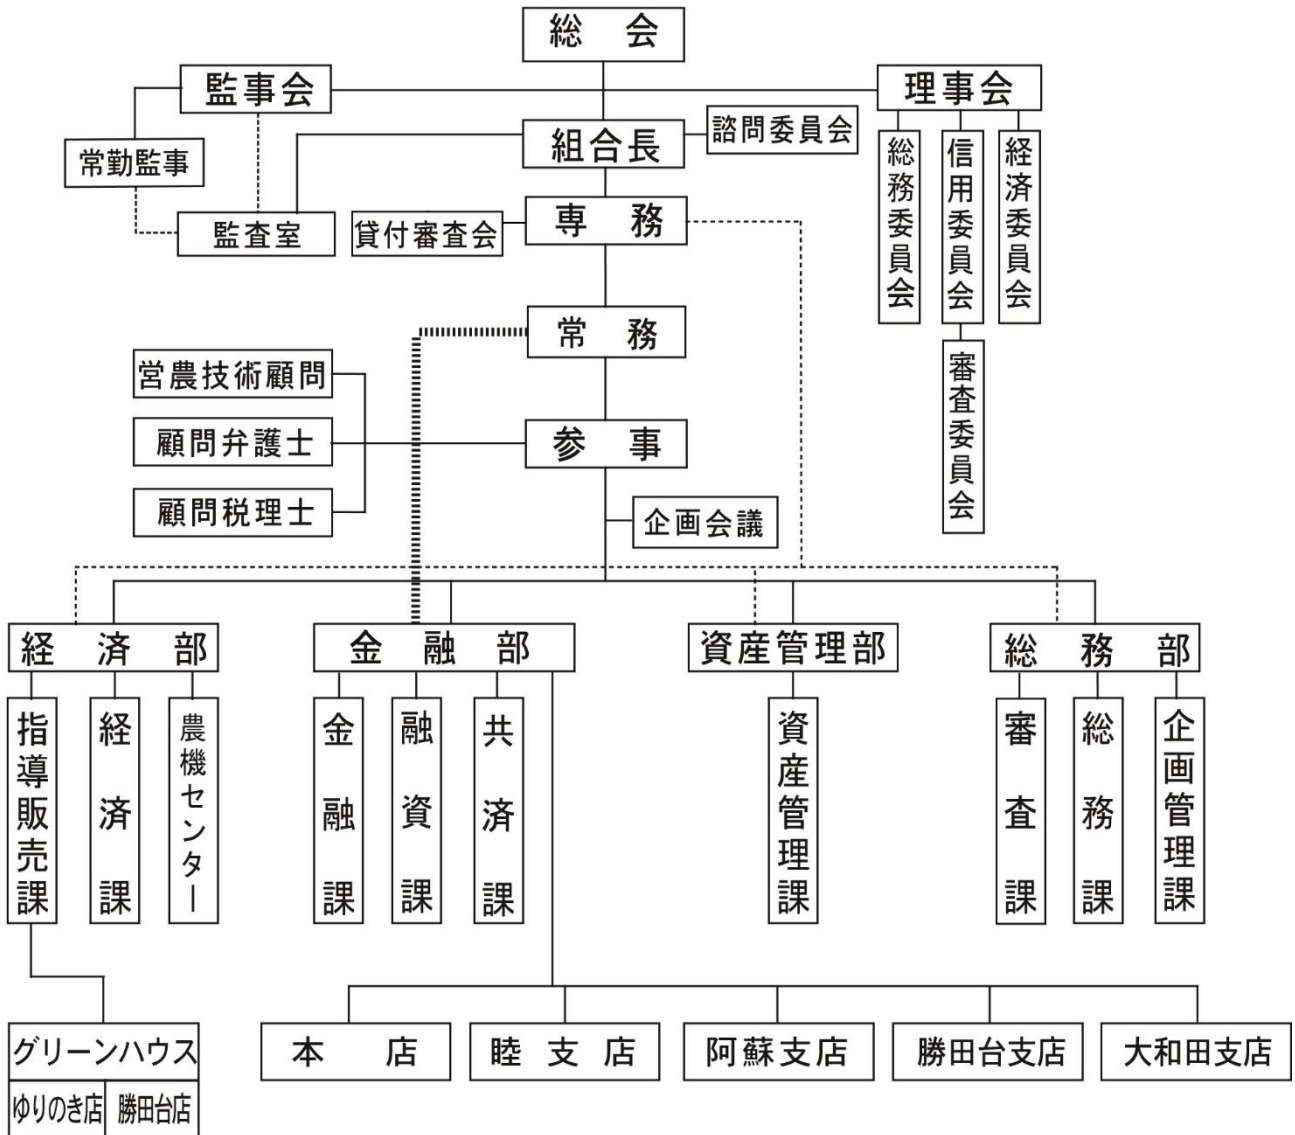 総会
監事会
理事会
組合長
諮問委員会
常勤監事
総務委員会
信用委員会
経済委員会
監査室
貸付審査会
専務
常務
審査委員会
営農技術顧問
顧問弁護士
参事
顧問税理士
企画会議
経済部
金融部
資産管理部
総務部
指導販売課
経済課
農機センター
金融課
融資課
共済課
資産管理課
審査課
総務課
企画管理課
グリーンハウス
ゆりのき店
勝田台店
本店
睦支店
阿蘇支店
勝田台支店
大和田支店